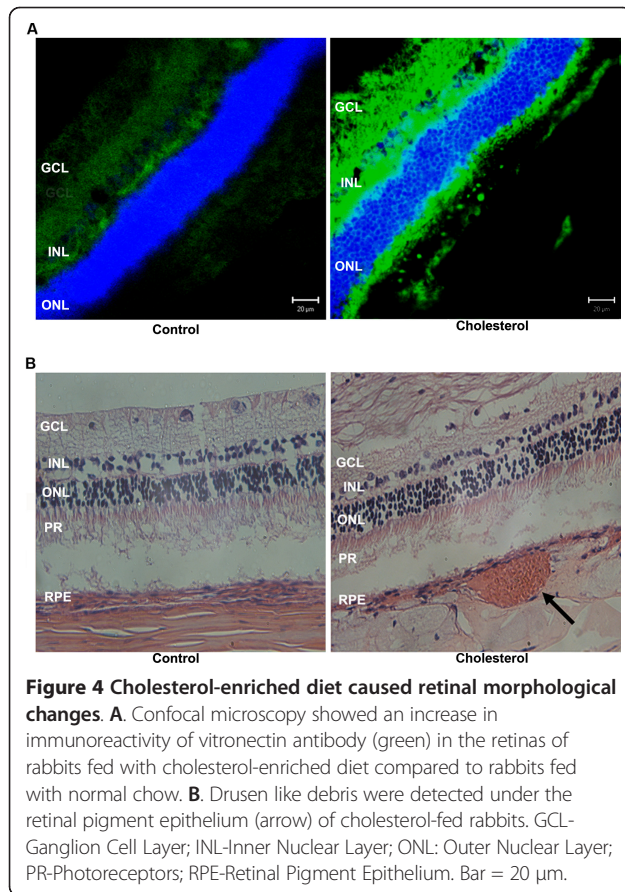 A
GCL
GCL
INL
ONL
20 µm
Control
GCL
INL
ONL
20 µm
Cholesterol
B
GCL
INL
ONL
PR
RPE
Control
GCL
INL
ONL
PR
RPE
Cholesterol
Figure 4 Cholesterol-enriched diet caused retinal morphological
changes. A. Confocal microscopy showed an increase in
immunoreactivity of vitronectin antibody (green) in the retinas of
rabbits fed with cholesterol-enriched diet compared to rabbits fed
with normal chow. B. Drusen like debris were detected under the
retinal pigment epithelium (arrow) of cholesterol-fed rabbits. GCL-
Ganglion Cell Layer; INL-Inner Nuclear Layer; ONL: Outer Nuclear Layer;
PR-Photoreceptors; RPE-Retinal Pigment Epithelium. Bar = 20 µm.